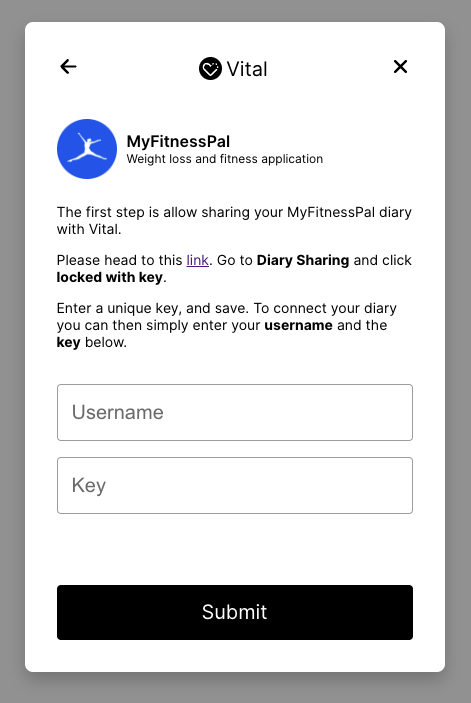 Vital
MyFitnessPal
Weight loss and fitness application
The first step is allow sharing your MyFitnessPal diary
with Vital.
Please head to this link. Go to Diary Sharing and click
locked with key.
Enter a unique key, and save. To connect your diary
you can then simply enter your username and the
key below.
Username
Key
Submit